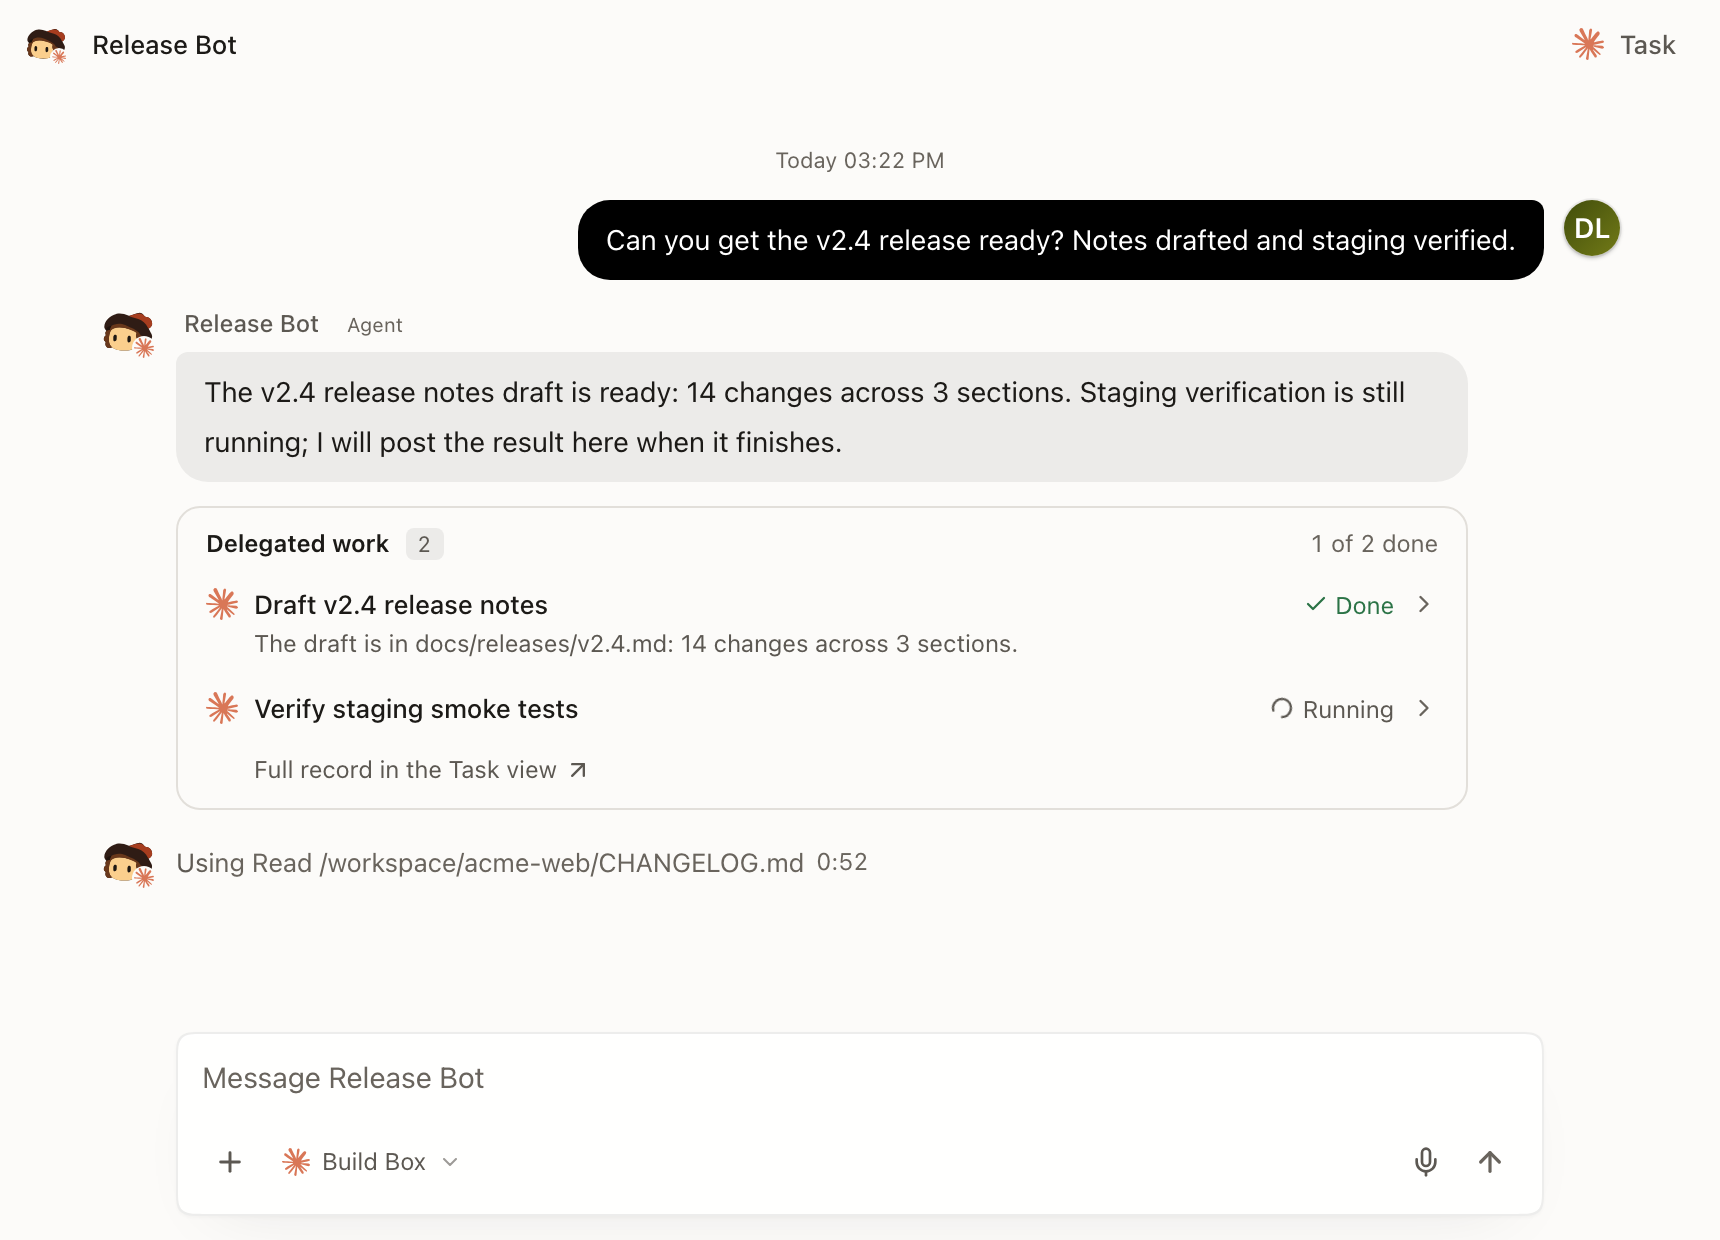 Release Bot
Task
Today 03:22 PM
Can you get the v2.4 release ready? Notes drafted and staging verified.
DL
Release Bot Agent
The v2.4 release notes draft is ready: 14 changes across 3 sections. Staging verification is still
running; I will post the result here when it finishes.
Delegated work 2
1 of 2 done
Draft v2.4 release notes
Done
The draft is in docs/releases/v2.4.md: 14 changes across 3 sections.
Verify staging smoke tests
Running
Full record in the Task view
Using Read /workspace/acme-web/CHANGELOG.md 0:52
Message Release Bot
Build Box